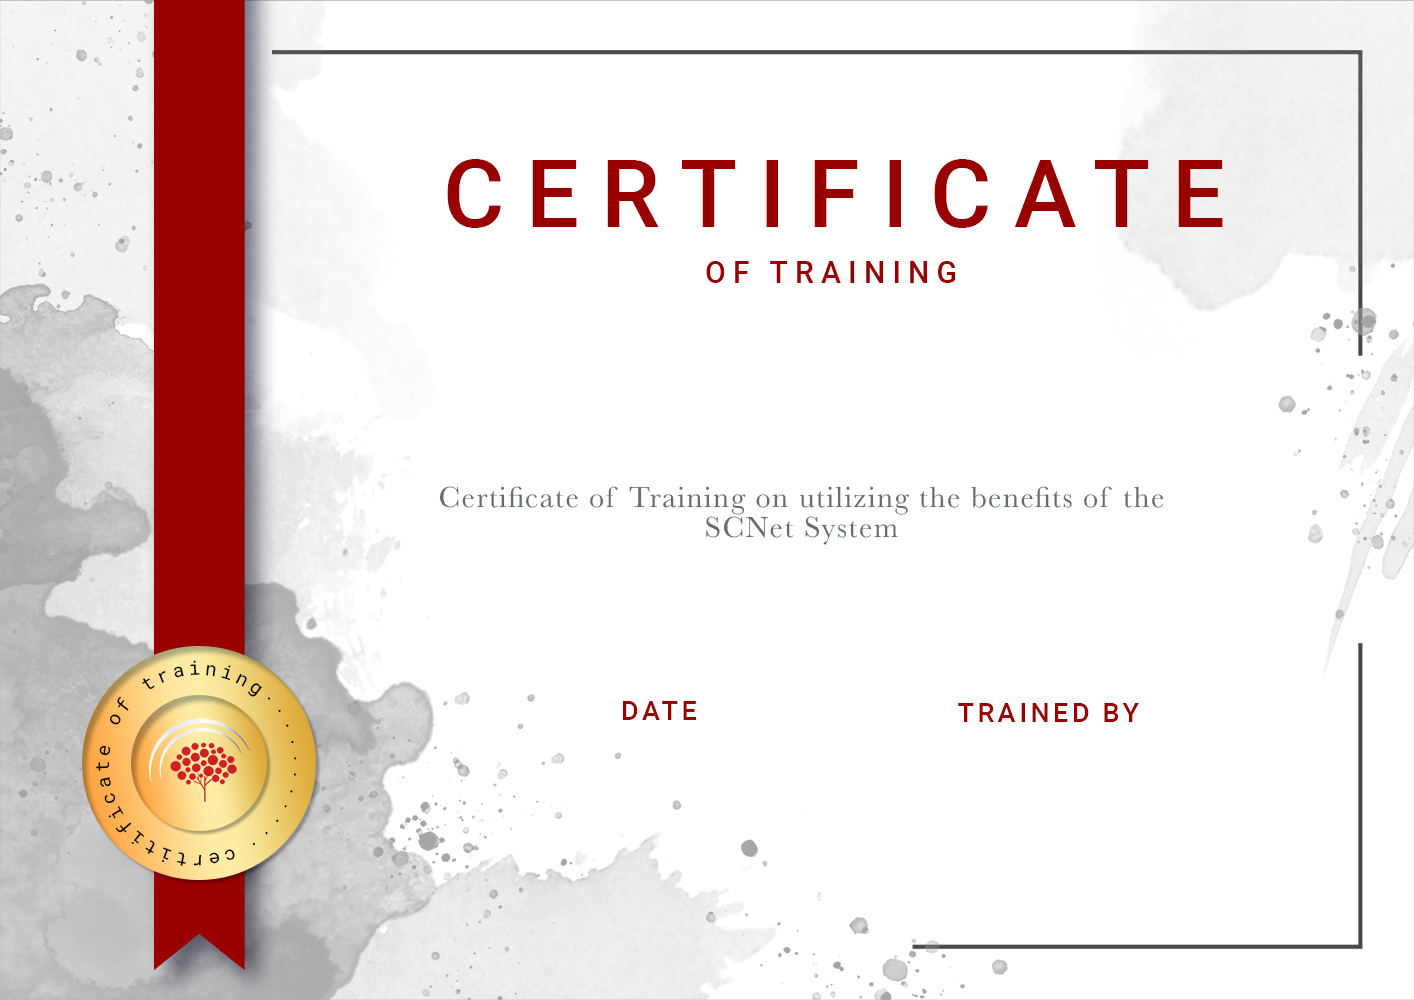 CERTIFICATE
OF TRAINING
Certificate of Training on utilizing the benefits of the
SCNet System
DATE
TRAINED BY
certitificate of training...............